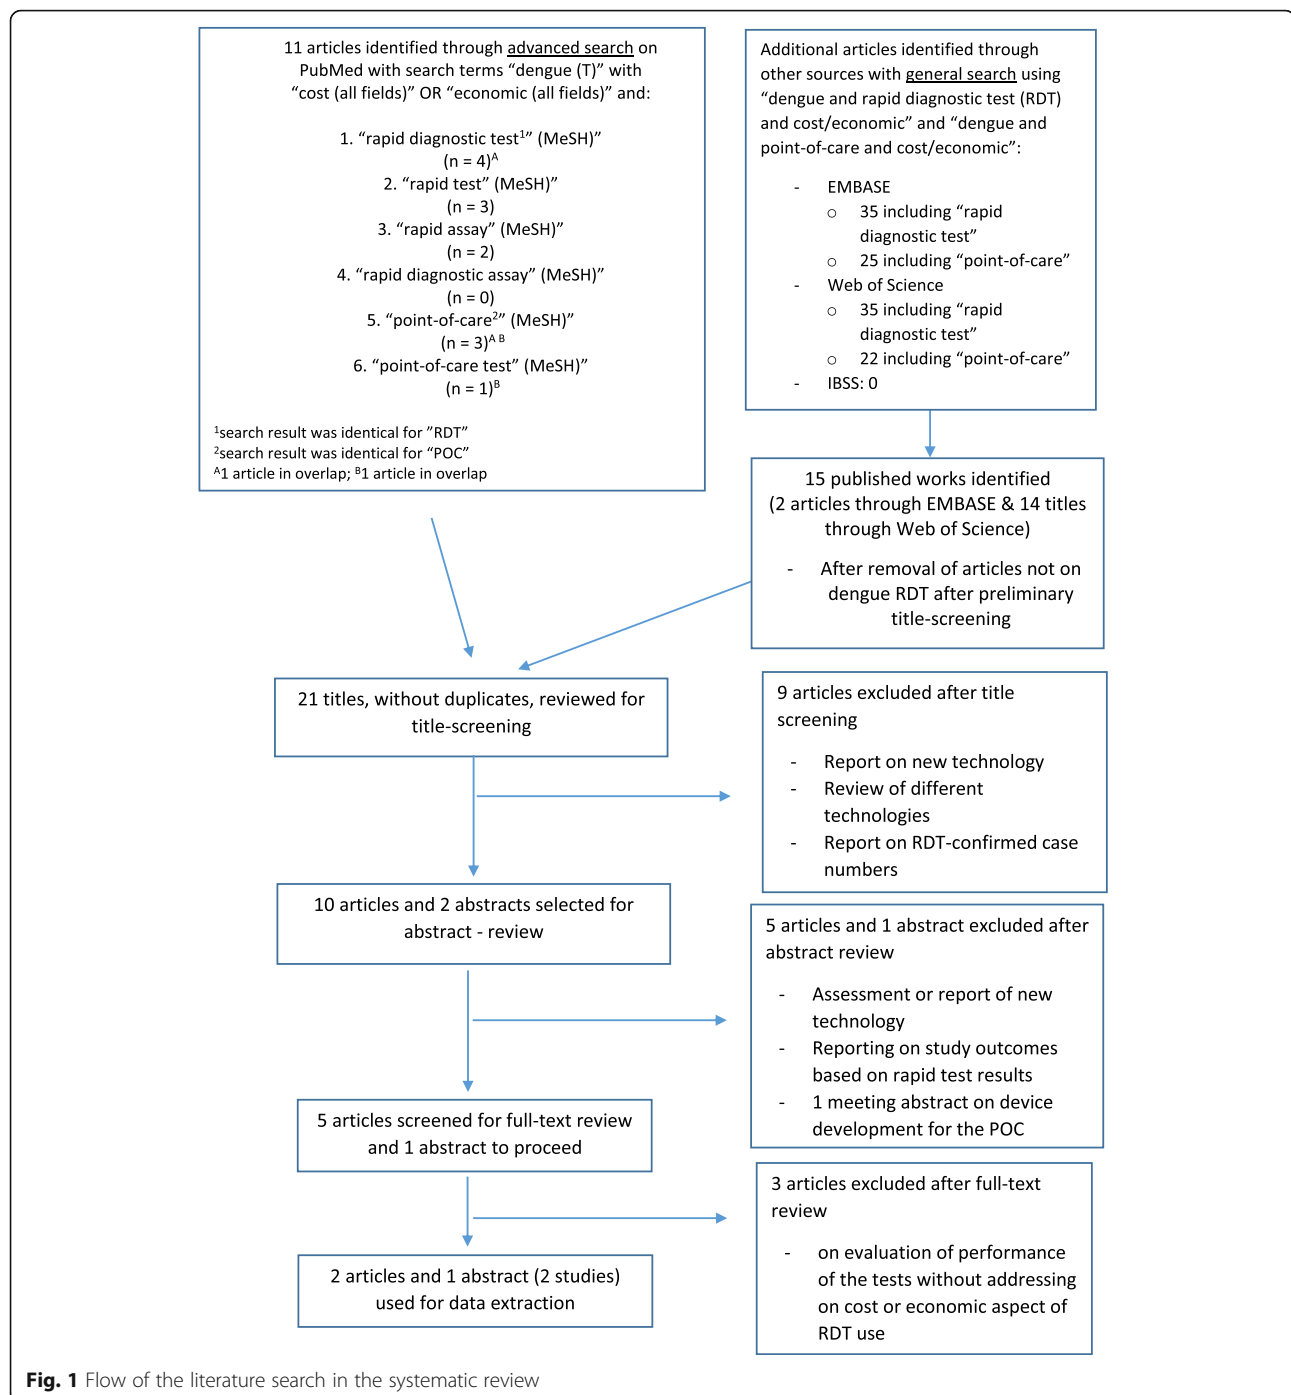 11 articles identified through advanced search on
PubMed with search terms “dengue (T)” with
“cost (all fields)” OR “economic (all fields)” and:
1. “rapid diagnostic test¹” (MeSH)”
(n = 4)ᴬ
2. “rapid test” (MeSH)”
(n = 3)
3. “rapid assay” (MeSH)”
(n = 2)
4. “rapid diagnostic assay” (MeSH)”
(n = 0)
5. “point-of-care²” (MeSH)”
(n = 3)ᴬ ᴮ
6. “point-of-care test” (MeSH)”
(n = 1)ᴮ
¹search result was identical for ”RDT”
²search result was identical for “POC”
ᴬ1 article in overlap; ᴮ1 article in overlap
Additional articles identified through
other sources with general search using
“dengue and rapid diagnostic test (RDT)
and cost/economic” and “dengue and
point-of-care and cost/economic”:
- EMBASE
o 35 including “rapid
diagnostic test”
o 25 including “point-of-care”
- Web of Science
o 35 including “rapid
diagnostic test”
o 22 including “point-of-care”
- IBSS: 0
15 published works identified
(2 articles through EMBASE & 14 titles
through Web of Science)
- After removal of articles not on
dengue RDT after preliminary
title-screening
21 titles, without duplicates, reviewed for
title-screening
9 articles excluded after title
screening
- Report on new technology
- Review of different
technologies
- Report on RDT-confirmed case
numbers
10 articles and 2 abstracts selected for
abstract - review
5 articles and 1 abstract excluded after
abstract review
- Assessment or report of new
technology
- Reporting on study outcomes
based on rapid test results
- 1 meeting abstract on device
development for the POC
5 articles screened for full-text review
and 1 abstract to proceed
3 articles excluded after full-text
review
- on evaluation of performance
of the tests without addressing
on cost or economic aspect of
RDT use
2 articles and 1 abstract (2 studies)
used for data extraction
Fig. 1 Flow of the literature search in the systematic review